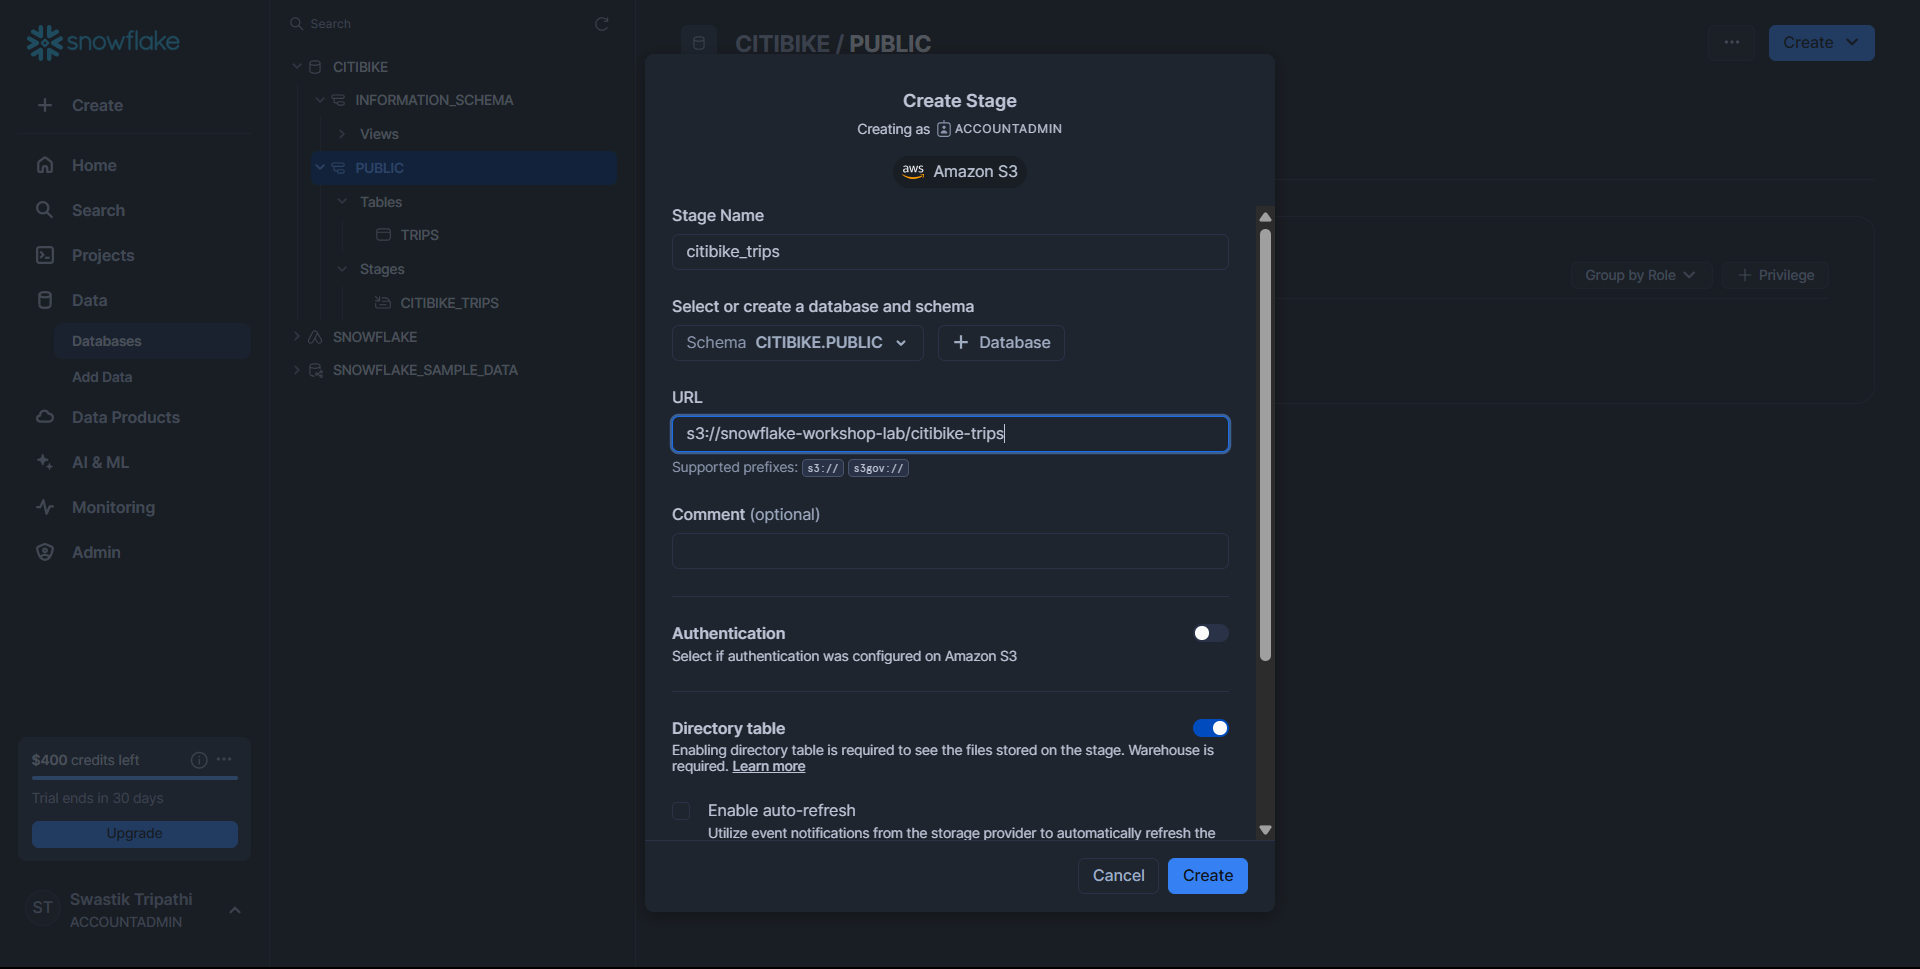 snowflake
Create
Home
Search
Projects
Data
Databases
Add Data
Data Products
AI & ML
Monitoring
Admin
$400 credits left
Trial ends in 30 days
Upgrade
ST
Swastik Tripathi
ACCOUNTADMIN
Search
CITIBIKE
INFORMATION_SCHEMA
Views
PUBLIC
Tables
TRIPS
Stages
CITIBIKE_TRIPS
SNOWFLAKE
SNOWFLAKE_SAMPLE_DATA
CITIBIKE / PUBLIC
...
Create
Group by Role
+ Privilege
Create Stage
Creating as ACCOUNTADMIN
aws Amazon S3
Stage Name
citibike_trips
Select or create a database and schema
Schema CITIBIKE.PUBLIC
+ Database
URL
s3://snowflake-workshop-lab/citibike-trips
Supported prefixes: s3:// s3gov://
Comment (optional)
Authentication
Select if authentication was configured on Amazon S3
Directory table
Enabling directory table is required to see the files stored on the stage. Warehouse is
required. Learn more
Enable auto-refresh
Utilize event notifications from the storage provider to automatically refresh the
Cancel
Create